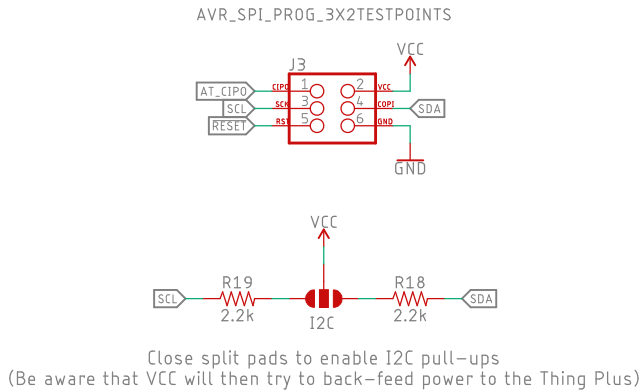 AVR_SPI_PROG_3X2TESTPOINTS
J3
VCC
AT_CIPO CIPO 1 2 VCC
SCL SCK 3 4 COPI SDA
RESET RST 5 6 GND
GND
VCC
R19 R18
SCL SDA
2.2k I2C 2.2k
Close split pads to enable I2C pull-ups
(Be aware that VCC will then try to back-feed power to the Thing Plus)